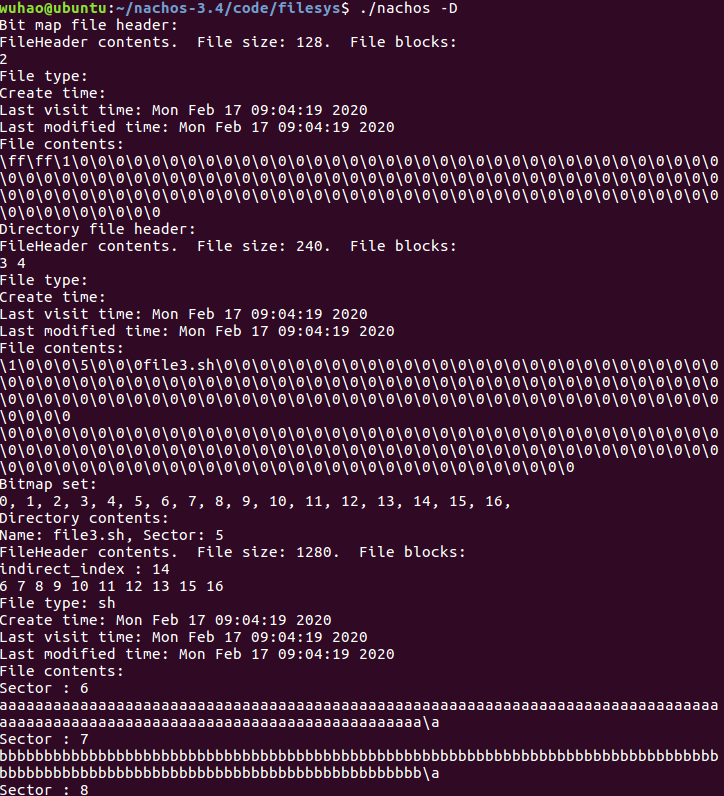 wuhao@ubuntu:~/nachos-3.4/code/filesys$ ./nachos -D
Bit map file header:
FileHeader contents.  File size: 128.  File blocks:
2
File type:
Create time:
Last visit time: Mon Feb 17 09:04:19 2020
Last modified time: Mon Feb 17 09:04:19 2020
File contents:
\ff\ff\1\0\0\0\0\0\0\0\0\0\0\0\0\0\0\0\0\0\0\0\0\0\0\0\0\0\0\0\0\0\0\0\0\0\0\0\0
\0\0\0\0\0\0\0\0\0\0\0\0\0\0\0\0\0\0\0\0\0\0\0\0\0\0\0\0\0\0\0\0\0\0\0\0\0\0\0\0
\0\0\0\0\0\0\0\0\0\0\0\0\0\0\0\0\0\0\0\0\0\0\0\0\0\0\0\0\0\0\0\0\0\0\0\0\0\0\0\0
\0\0\0\0\0\0\0\0\0
Directory file header:
FileHeader contents.  File size: 240.  File blocks:
3 4
File type:
Create time:
Last visit time: Mon Feb 17 09:04:19 2020
Last modified time: Mon Feb 17 09:04:19 2020
File contents:
\1\0\0\0\5\0\0\0file3.sh\0\0\0\0\0\0\0\0\0\0\0\0\0\0\0\0\0\0\0\0\0\0\0\0\0\0\0\0
\0\0\0\0\0\0\0\0\0\0\0\0\0\0\0\0\0\0\0\0\0\0\0\0\0\0\0\0\0\0\0\0\0\0\0\0\0\0\0\0
\0\0\0\0\0\0\0\0\0\0\0\0\0\0\0\0\0\0\0\0\0\0\0\0\0\0\0\0\0\0\0\0\0\0\0\0\0\0\0\0
\0\0\0\0
\0\0\0\0\0\0\0\0\0\0\0\0\0\0\0\0\0\0\0\0\0\0\0\0\0\0\0\0\0\0\0\0\0\0\0\0\0\0\0\0
\0\0\0\0\0\0\0\0\0\0\0\0\0\0\0\0\0\0\0\0\0\0\0\0\0\0\0\0\0\0\0\0\0\0\0\0\0\0\0\0
\0\0\0\0\0\0\0\0\0\0\0\0\0\0\0\0\0\0\0\0\0\0\0\0\0\0\0\0\0\0\0\0
Bitmap set:
0, 1, 2, 3, 4, 5, 6, 7, 8, 9, 10, 11, 12, 13, 14, 15, 16,
Directory contents:
Name: file3.sh, Sector: 5
FileHeader contents.  File size: 1280.  File blocks:
indirect_index : 14
6 7 8 9 10 11 12 13 15 16
File type: sh
Create time: Mon Feb 17 09:04:19 2020
Last visit time: Mon Feb 17 09:04:19 2020
Last modified time: Mon Feb 17 09:04:19 2020
File contents:
Sector : 6
aaaaaaaaaaaaaaaaaaaaaaaaaaaaaaaaaaaaaaaaaaaaaaaaaaaaaaaaaaaaaaaaaaaaaaaaaaaaaaaa
aaaaaaaaaaaaaaaaaaaaaaaaaaaaaaaaaaaaaaaaaaaaaaa\a
Sector : 7
bbbbbbbbbbbbbbbbbbbbbbbbbbbbbbbbbbbbbbbbbbbbbbbbbbbbbbbbbbbbbbbbbbbbbbbbbbbbbbbb
bbbbbbbbbbbbbbbbbbbbbbbbbbbbbbbbbbbbbbbbbbbbbbb\a
Sector : 8